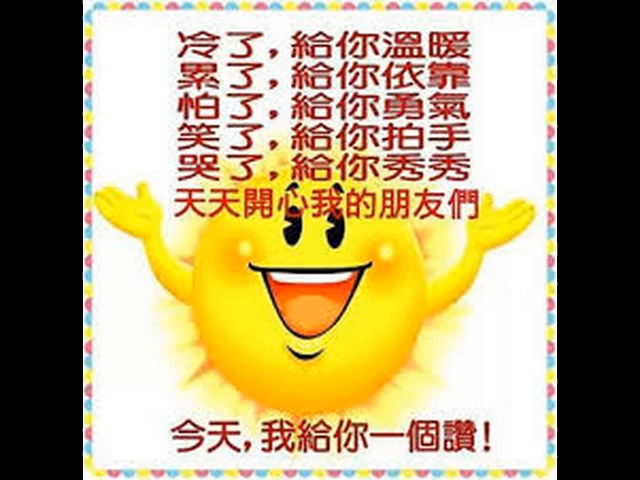 冷了,給你溫暖
累了,給你依靠
怕了,給你勇氣
笑了,給你拍手
哭了,給你秀秀
天天開心我的朋友們
今天,我給你一個讚!